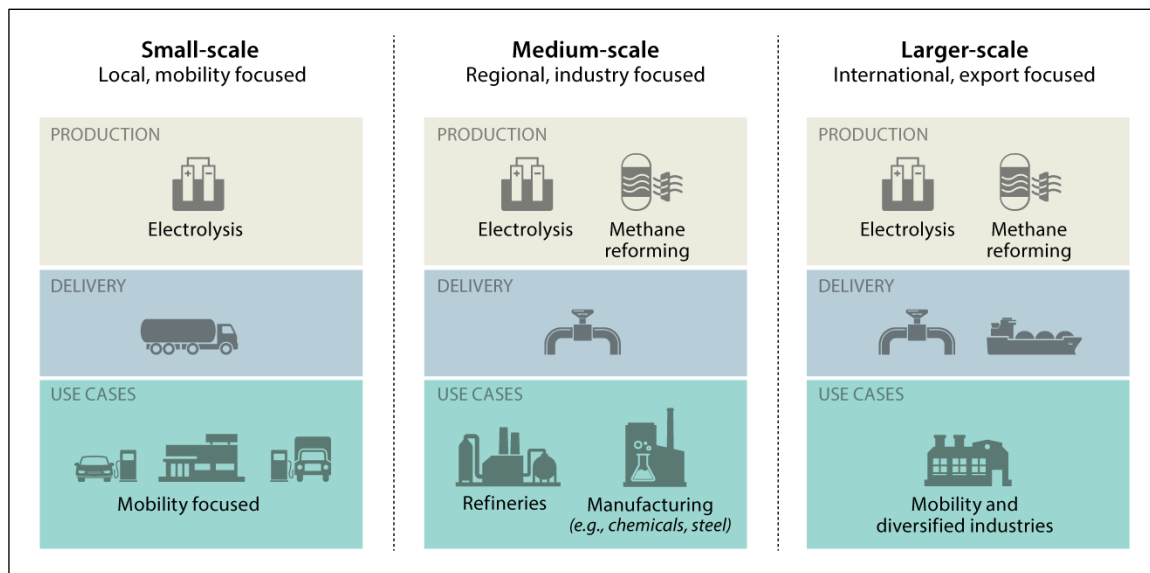 Small-scale
Local, mobility focused
PRODUCTION
Electrolysis
DELIVERY
USE CASES
Mobility focused
Medium-scale
Regional, industry focused
PRODUCTION
Electrolysis
Methane
reforming
DELIVERY
USE CASES
Refineries
Manufacturing
(e.g., chemicals, steel)
Larger-scale
International, export focused
PRODUCTION
Electrolysis
Methane
reforming
DELIVERY
USE CASES
Mobility and
diversified industries